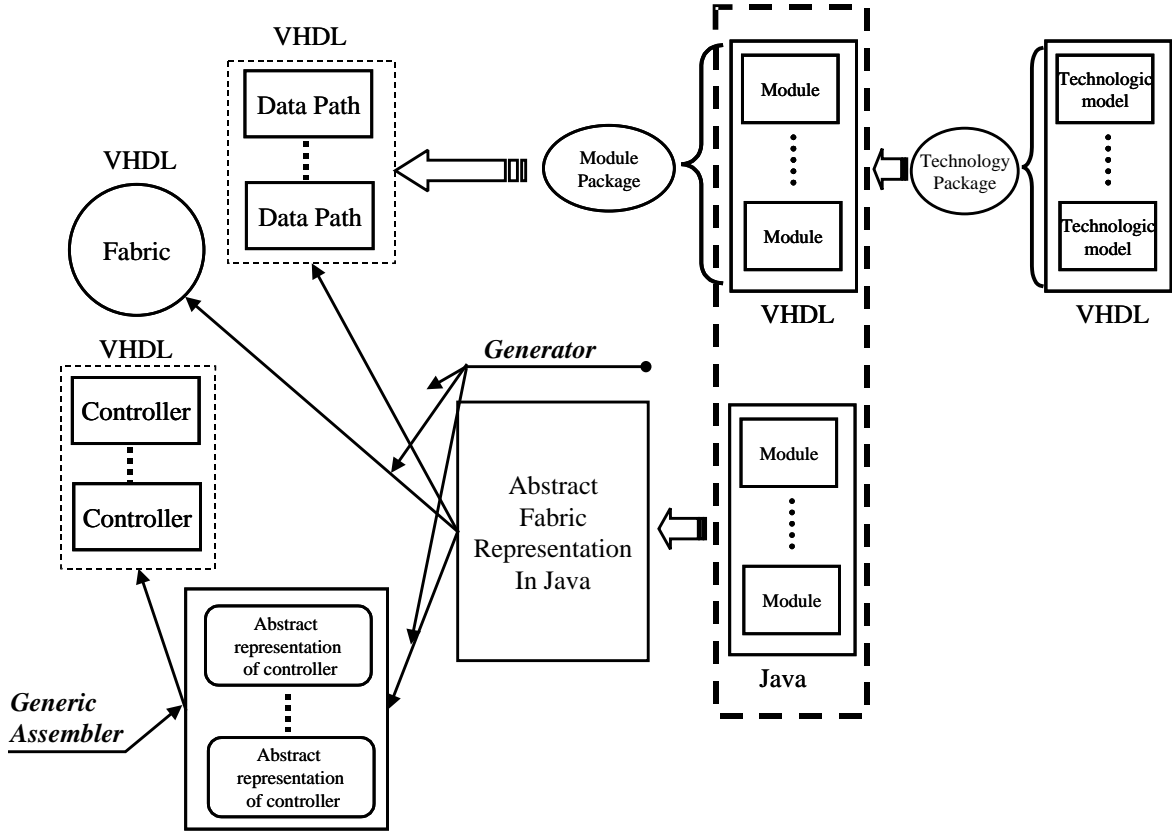 VHDL
Data Path
Data Path
VHDL
Fabric
VHDL
Controller
Controller
Module
Package
Module
Module
VHDL
Technology
Package
Technologic
model
Technologic
model
VHDL
Generator
Abstract
Fabric
Representation
In Java
Module
Module
Java
Generic
Assembler
Abstract
representation
of controller
Abstract
representation
of controller